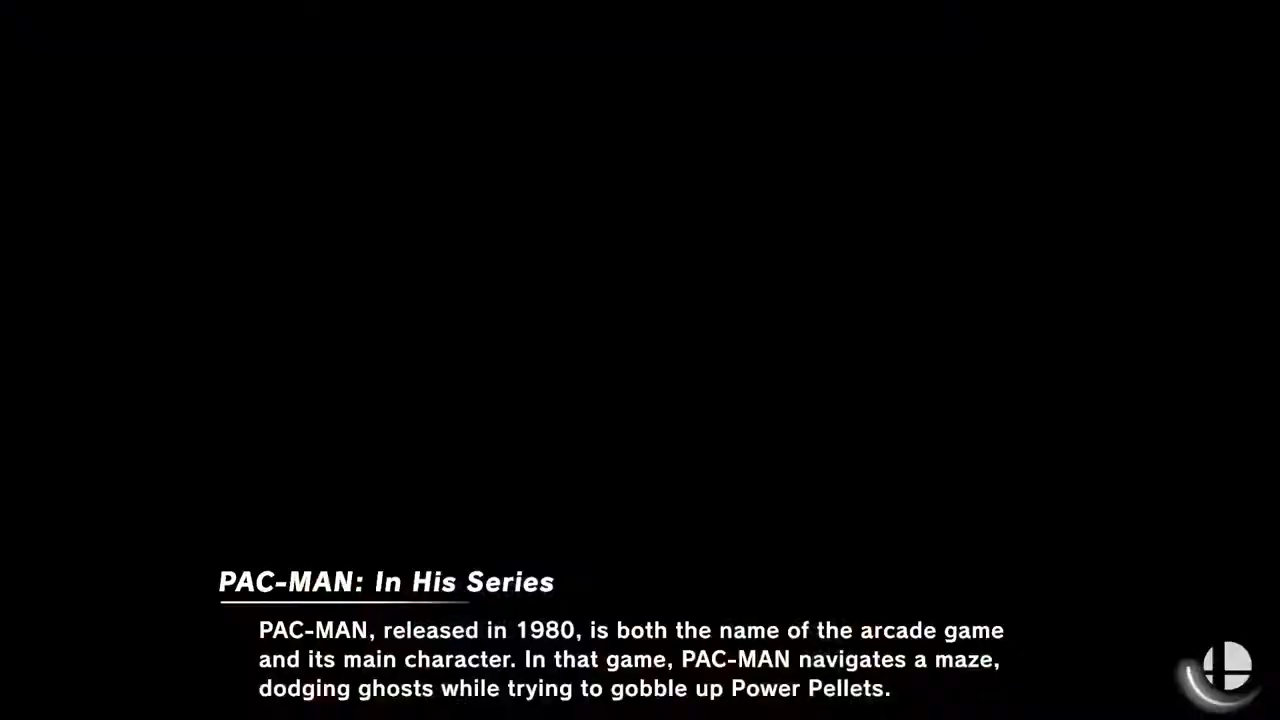 PAC-MAN: In His Series
PAC-MAN, released in 1980, is both the name of the arcade game
and its main character. In that game, PAC-MAN navigates a maze,
dodging ghosts while trying to gobble up Power Pellets.